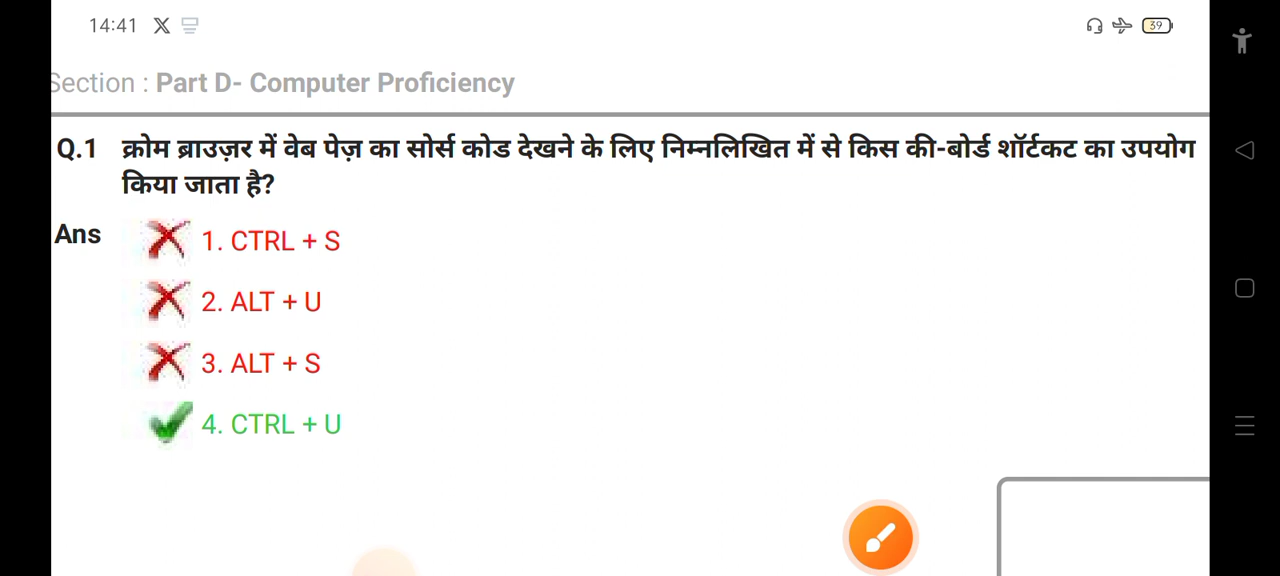 14:41 X 39
Section : Part D- Computer Proficiency
Q.1 क्रोम ब्राउज़र में वेब पेज़ का सोर्स कोड देखने के लिए निम्नलिखित में से किस की-बोर्ड शॉर्टकट का उपयोग
किया जाता है?
Ans 1. CTRL + S
2. ALT + U
3. ALT + S
4. CTRL + U